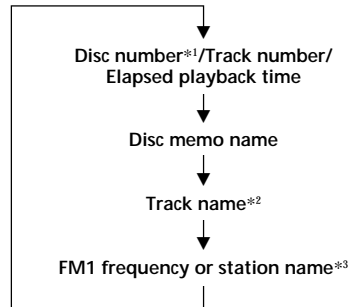 Disc number*1/Track number/
Elapsed playback time
Disc memo name
Track name*2
FM1 frequency or station name*3